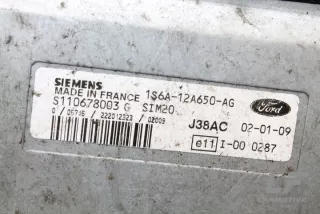 SIEMENS
MADE IN FRANCE 1S6A-12A650-AG
S110678003 G SIM20
Ford
J38AC 02-01-09
e11 I-00 0287